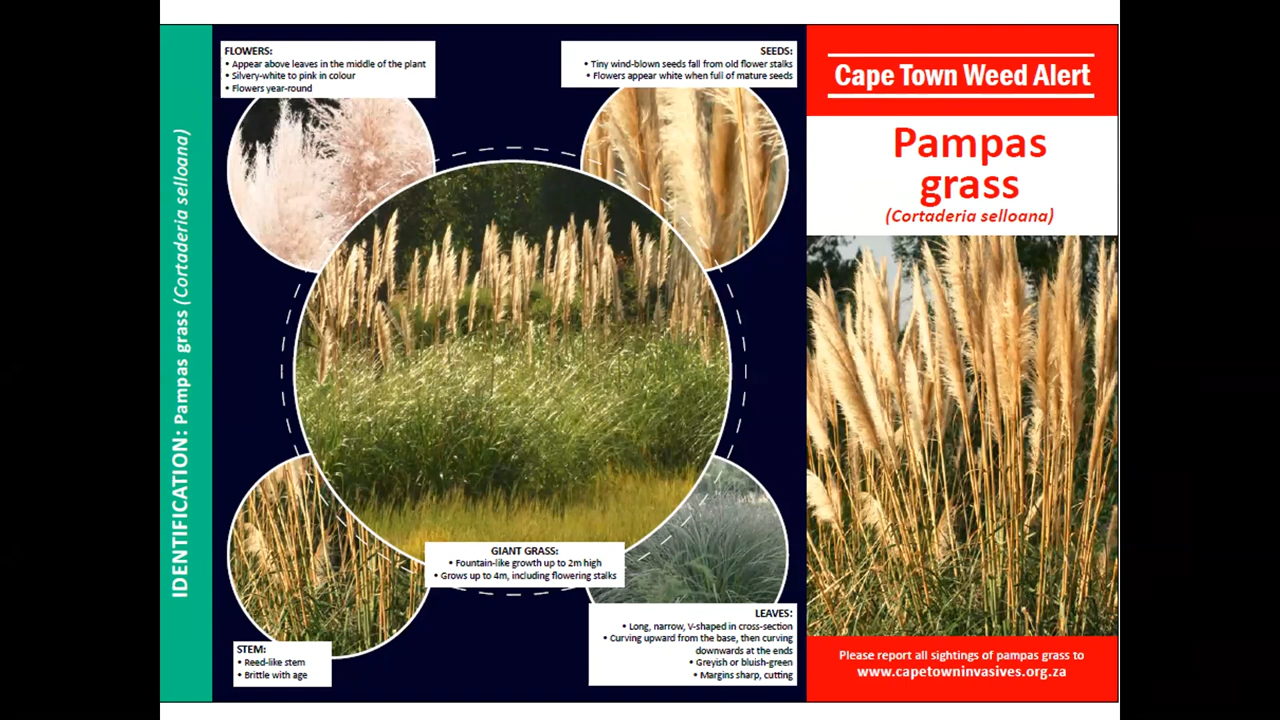 IDENTIFICATION: Pampas grass (Cortaderia selloana)
FLOWERS:
• Appear above leaves in the middle of the plant
• Silvery-white to pink in colour
• Flowers year-round
SEEDS:
• Tiny wind-blown seeds fall from old flower stalks
• Flowers appear white when full of mature seeds
GIANT GRASS:
• Fountain-like growth up to 2m high
• Grows up to 4m, including flowering stalks
STEM:
• Reed-like stem
• Brittle with age
LEAVES:
• Long, narrow, V-shaped in cross-section
• Curving upward from the base, then curving
downwards at the ends
• Greyish or bluish-green
• Margins sharp, cutting
Cape Town Weed Alert
Pampas
grass
(Cortaderia selloana)
Please report all sightings of pampas grass to
www.capetowninvasives.org.za